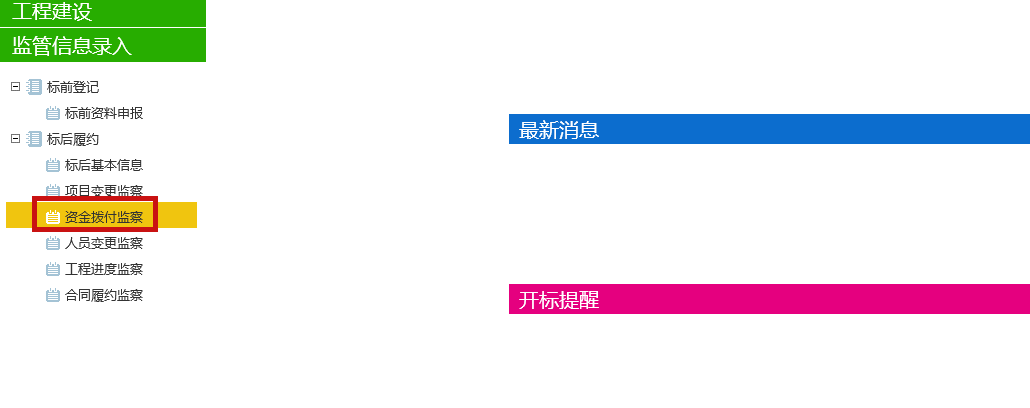 工程建设
监管信息录入
标前登记
标前资料申报
标后履约
标后基本信息
项目变更监察
资金拨付监察
人员变更监察
工程进度监察
合同履约监察
最新消息
开标提醒